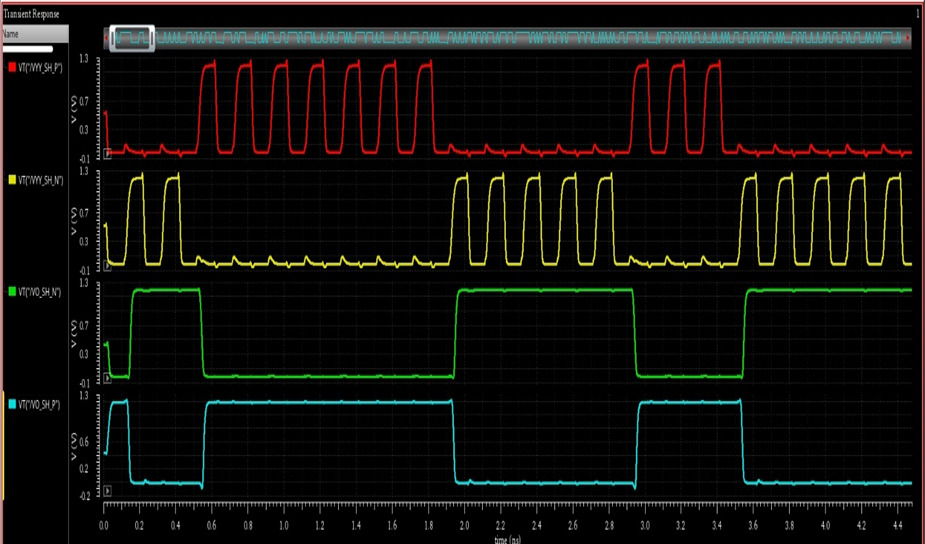 Transient Response
1
Name
VT("/VYY_SH_P")
1.3
0.7
0.3
-0.1
V (V)
VT("/VYY_SH_N")
1.3
0.7
0.3
-0.1
V (V)
VT("/VO_SH_N")
1.3
0.7
0.3
-0.1
V (V)
VT("/VO_SH_P")
1.3
0.6
0.2
-0.2
V (V)
0.0 0.2 0.4 0.6 0.8 1.0 1.2 1.4 1.6 1.8 2.0 2.2 2.4 2.6 2.8 3.0 3.2 3.4 3.6 3.8 4.0 4.2 4.4
time (ns)